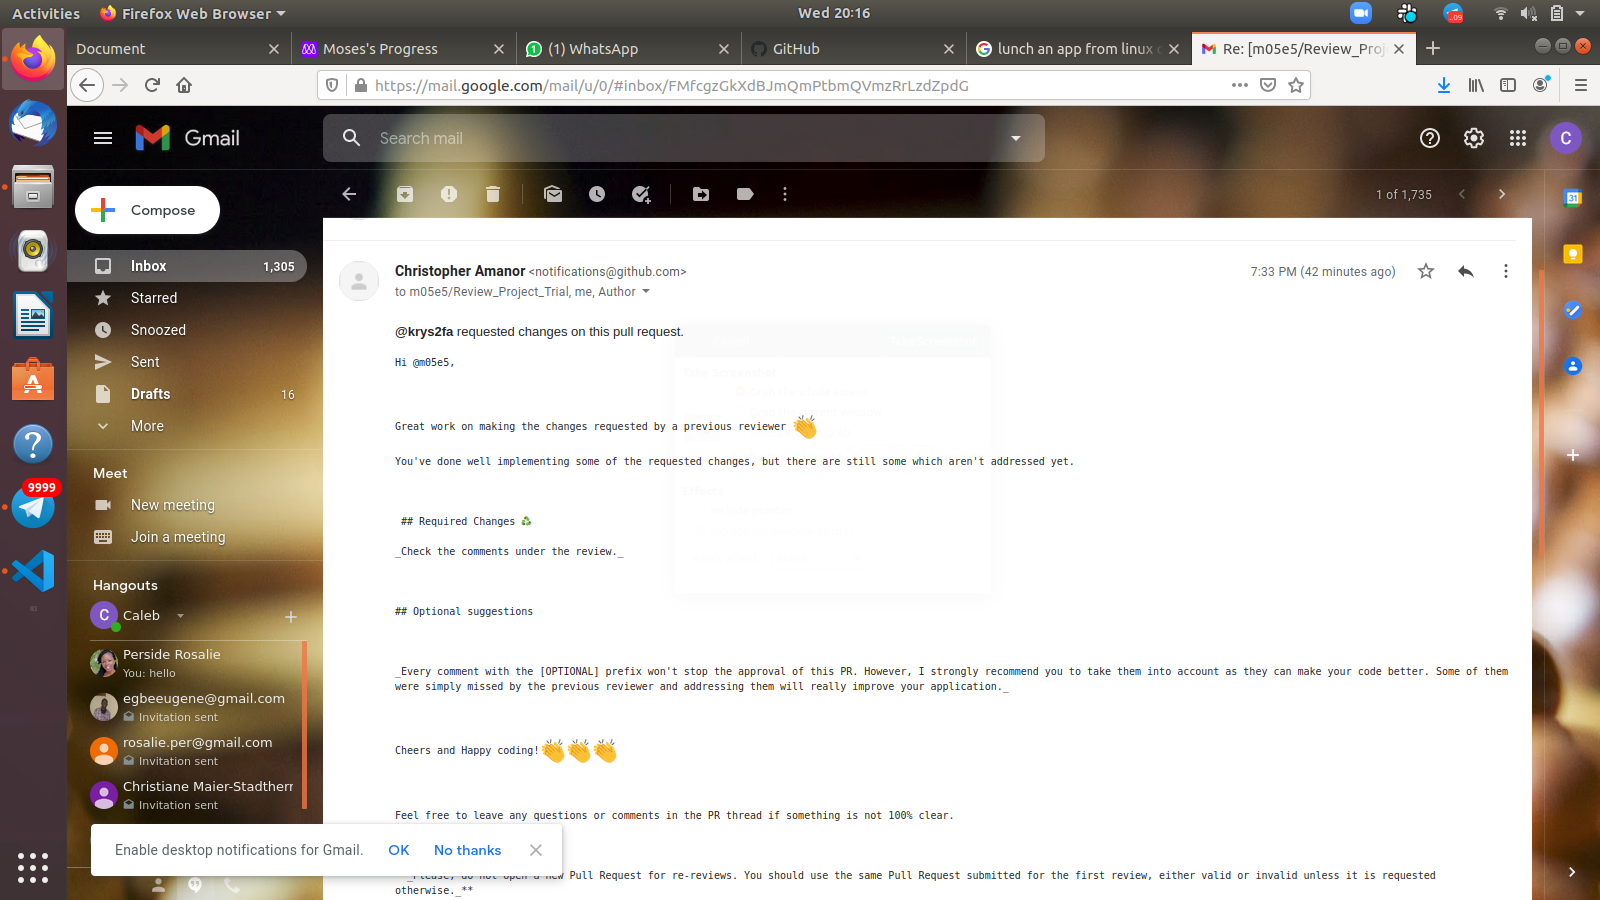 Activities
Firefox Web Browser
Wed 20:16
Document
Moses's Progress
(1) WhatsApp
GitHub
lunch an app from linux
Re: [m05e5/Review_Proj
https://mail.google.com/mail/u/0/#inbox/FMfcgzGkXdBJmQmPtbmQVmzRrLzdZpdG
Gmail
Search mail
C
Compose
1 of 1,735
Inbox 1,305
Starred
Snoozed
Sent
Drafts 16
More
Meet
New meeting
Join a meeting
Hangouts
C Caleb
Perside Rosalie
You: hello
egbeeugene@gmail.com
Invitation sent
rosalie.per@gmail.com
Invitation sent
Christiane Maier-Stadtherr
Invitation sent
9999
Christopher Amanor <notifications@github.com>
7:33 PM (42 minutes ago)
to m05e5/Review_Project_Trial, me, Author
@krys2fa requested changes on this pull request.
Hi @m05e5,
Great work on making the changes requested by a previous reviewer 👏
You've done well implementing some of the requested changes, but there are still some which aren't addressed yet.
## Required Changes ♻️
_Check the comments under the review._
## Optional suggestions
_Every comment with the [OPTIONAL] prefix won't stop the approval of this PR. However, I strongly recommend you to take them into account as they can make your code better. Some of them
were simply missed by the previous reviewer and addressing them will really improve your application._
Cheers and Happy coding!👏👏👏
Feel free to leave any questions or comments in the PR thread if something is not 100% clear.
Enable desktop notifications for Gmail. OK No thanks
Pull Request for re-reviews. You should use the same Pull Request submitted for the first review, either valid or invalid unless it is requested
otherwise._**